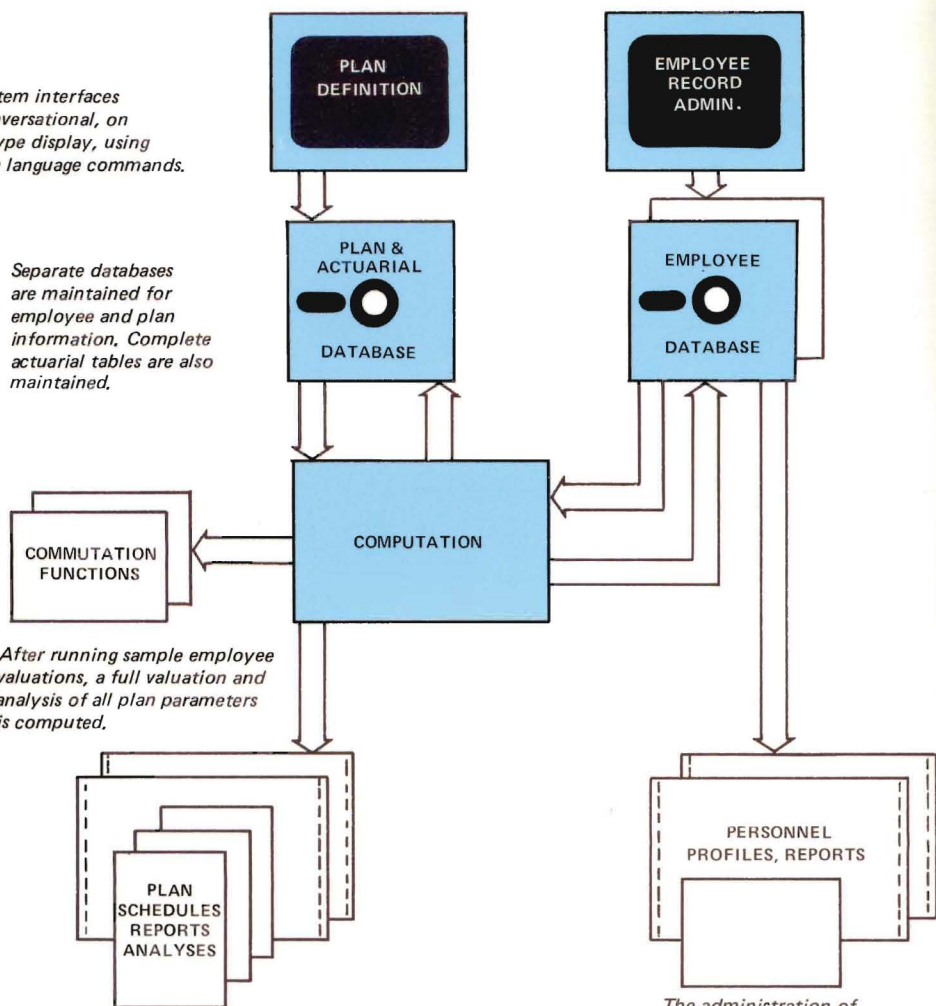 PLAN
DEFINITION
EMPLOYEE
RECORD
ADMIN.
interfaces
on
display, using
language commands.
PLAN &
ACTUARIAL
DATABASE
EMPLOYEE
DATABASE
Separate databases
are maintained for
employee and plan
information. Complete
actuarial tables are also
maintained.
COMPUTATION
COMMUTATION
FUNCTIONS
After running sample employee
valuations, a full valuation and
analysis of all plan parameters
is computed.
PLAN
SCHEDULES
REPORTS
ANALYSES
PERSONNEL
PROFILES, REPORTS
The administration of